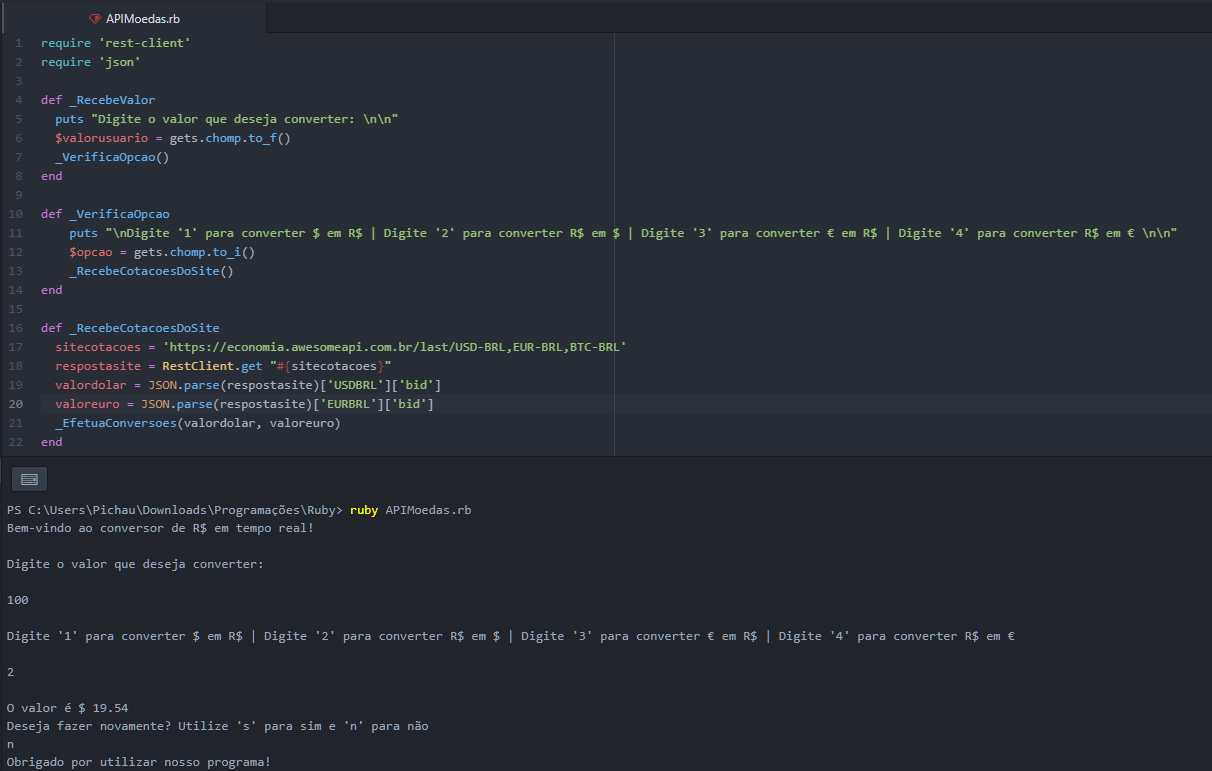 APIMoedas.rb
1 require 'rest-client'
2 require 'json'
3
4 def _RecebeValor
5   puts "Digite o valor que deseja converter: \n\n"
6   $valorusuario = gets.chomp.to_f()
7   _VerificaOpcao()
8 end
9
10 def _VerificaOpcao
11     puts "\nDigite '1' para converter $ em R$ | Digite '2' para converter R$ em $ | Digite '3' para converter € em R$ | Digite '4' para converter R$ em € \n\n"
12     $opcao = gets.chomp.to_i()
13     _RecebeCotacoesDoSite()
14 end
15
16 def _RecebeCotacoesDoSite
17   sitecotacoes = 'https://economia.awesomeapi.com.br/last/USD-BRL,EUR-BRL,BTC-BRL'
18   respostasite = RestClient.get "#{sitecotacoes}"
19   valordolar = JSON.parse(respostasite)['USDBRL']['bid']
20   valoreuro = JSON.parse(respostasite)['EURBRL']['bid']
21   _EfetuaConversoes(valordolar, valoreuro)
22 end
PS C:\Users\Pichau\Downloads\Programações\Ruby> ruby APIMoedas.rb
Bem-vindo ao conversor de R$ em tempo real!
Digite o valor que deseja converter:
100
Digite '1' para converter $ em R$ | Digite '2' para converter R$ em $ | Digite '3' para converter € em R$ | Digite '4' para converter R$ em €
2
O valor é $ 19.54
Deseja fazer novamente? Utilize 's' para sim e 'n' para não
n
Obrigado por utilizar nosso programa!